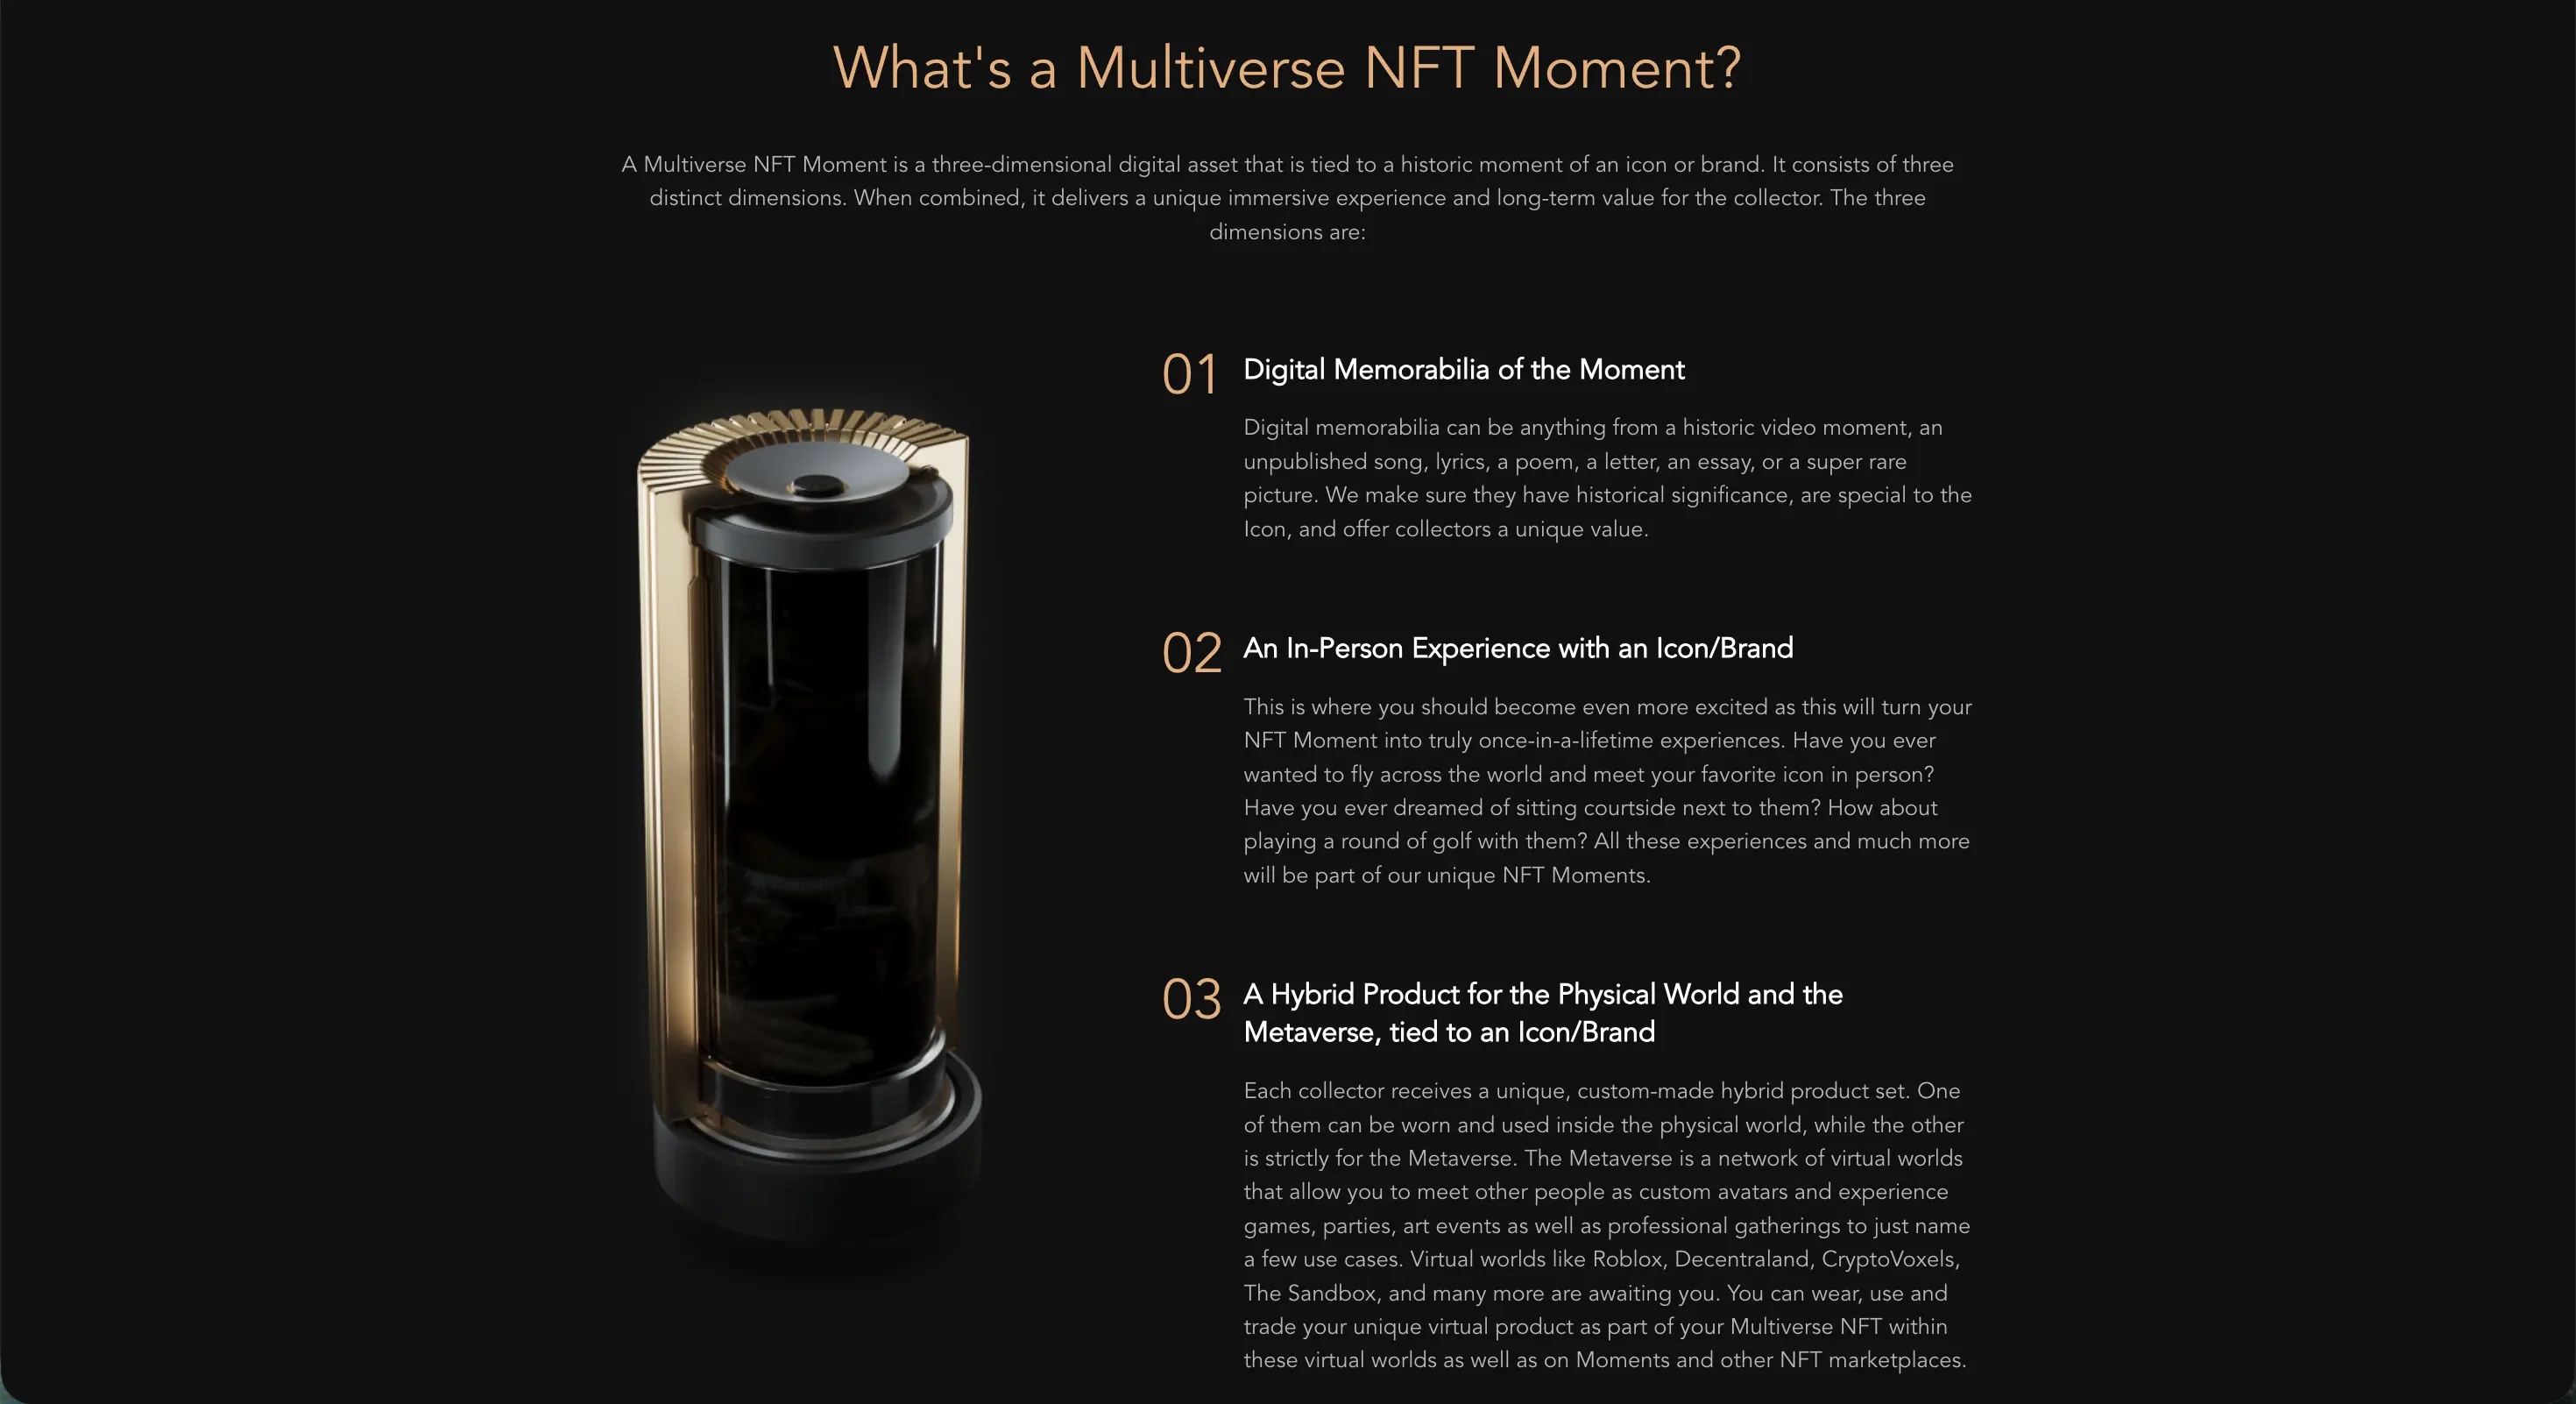 What's a Multiverse NFT Moment?
A Multiverse NFT Moment is a three-dimensional digital asset that is tied to a historic moment of an icon or brand. It consists of three
distinct dimensions. When combined, it delivers a unique immersive experience and long-term value for the collector. The three
dimensions are:
01 Digital Memorabilia of the Moment
Digital memorabilia can be anything from a historic video moment, an
unpublished song, lyrics, a poem, a letter, an essay, or a super rare
picture. We make sure they have historical significance, are special to the
Icon, and offer collectors a unique value.
02 An In-Person Experience with an Icon/Brand
This is where you should become even more excited as this will turn your
NFT Moment into truly once-in-a-lifetime experiences. Have you ever
wanted to fly across the world and meet your favorite icon in person?
Have you ever dreamed of sitting courtside next to them? How about
playing a round of golf with them? All these experiences and much more
will be part of our unique NFT Moments.
03 A Hybrid Product for the Physical World and the
Metaverse, tied to an Icon/Brand
Each collector receives a unique, custom-made hybrid product set. One
of them can be worn and used inside the physical world, while the other
is strictly for the Metaverse. The Metaverse is a network of virtual worlds
that allow you to meet other people as custom avatars and experience
games, parties, art events as well as professional gatherings to just name
a few use cases. Virtual worlds like Roblox, Decentraland, CryptoVoxels,
The Sandbox, and many more are awaiting you. You can wear, use and
trade your unique virtual product as part of your Multiverse NFT within
these virtual worlds as well as on Moments and other NFT marketplaces.